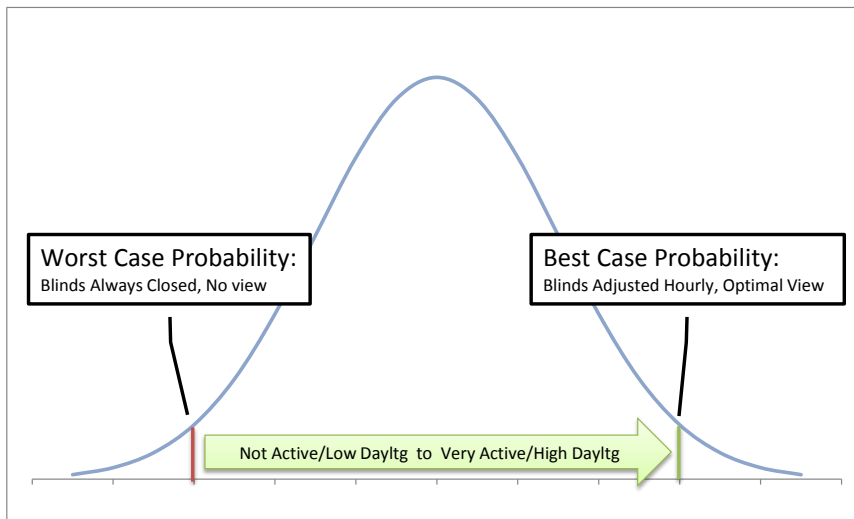 Worst Case Probability:
Blinds Always Closed, No view
Best Case Probability:
Blinds Adjusted Hourly, Optimal View
Not Active/Low Dayltg to Very Active/High Dayltg